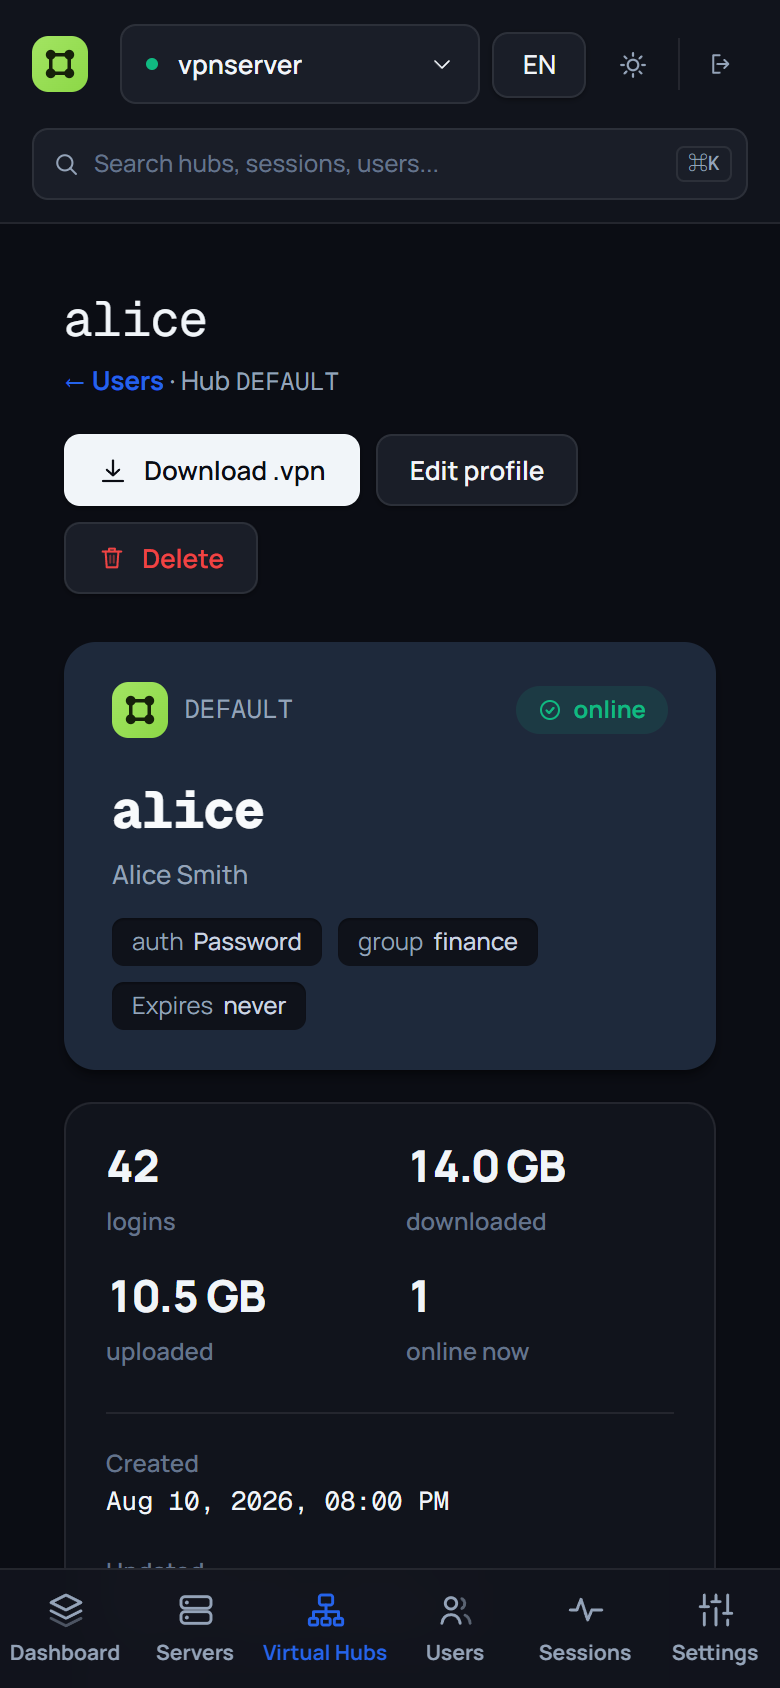 vpnserver
EN
Search hubs, sessions, users...
⌘K
alice
← Users · Hub DEFAULT
Download .vpn
Edit profile
Delete
DEFAULT
online
alice
Alice Smith
auth Password
group finance
Expires never
42
14.0 GB
logins
downloaded
10.5 GB
1
uploaded
online now
Created
Aug 10, 2026, 08:00 PM
Dashboard
Servers
Virtual Hubs
Users
Sessions
Settings